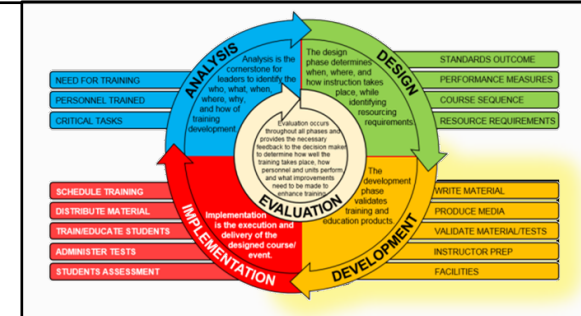 ANALYSIS
Analysis is the
cornerstone for
leaders to identify the
who, what, when,
where, why,
and how of
training
development.
NEED FOR TRAINING
PERSONNEL TRAINED
CRITICAL TASKS
DESIGN
The design
phase determines
when, where, and
how instruction takes
place, while
identifying
resourcing
requirements.
STANDARDS OUTCOME
PERFORMANCE MEASURES
COURSE SEQUENCE
RESOURCE REQUIREMENTS
Evaluation occurs
throughout all phases and
provides the necessary
feedback to the decision maker
to determine how well the
training takes place, how
personnel and units perform,
and what improvements
need to be made to
enhance training.
EVALUATION
The
development
phase
validates
training and
education products.
DEVELOPMENT
WRITE MATERIAL
PRODUCE MEDIA
VALIDATE MATERIAL/TESTS
INSTRUCTOR PREP
FACILITIES
Implementation
is the execution and
delivery of the
designed course/
event.
IMPLEMENTATION
SCHEDULE TRAINING
DISTRIBUTE MATERIAL
TRAIN/EDUCATE STUDENTS
ADMINISTER TESTS
STUDENTS ASSESSMENT